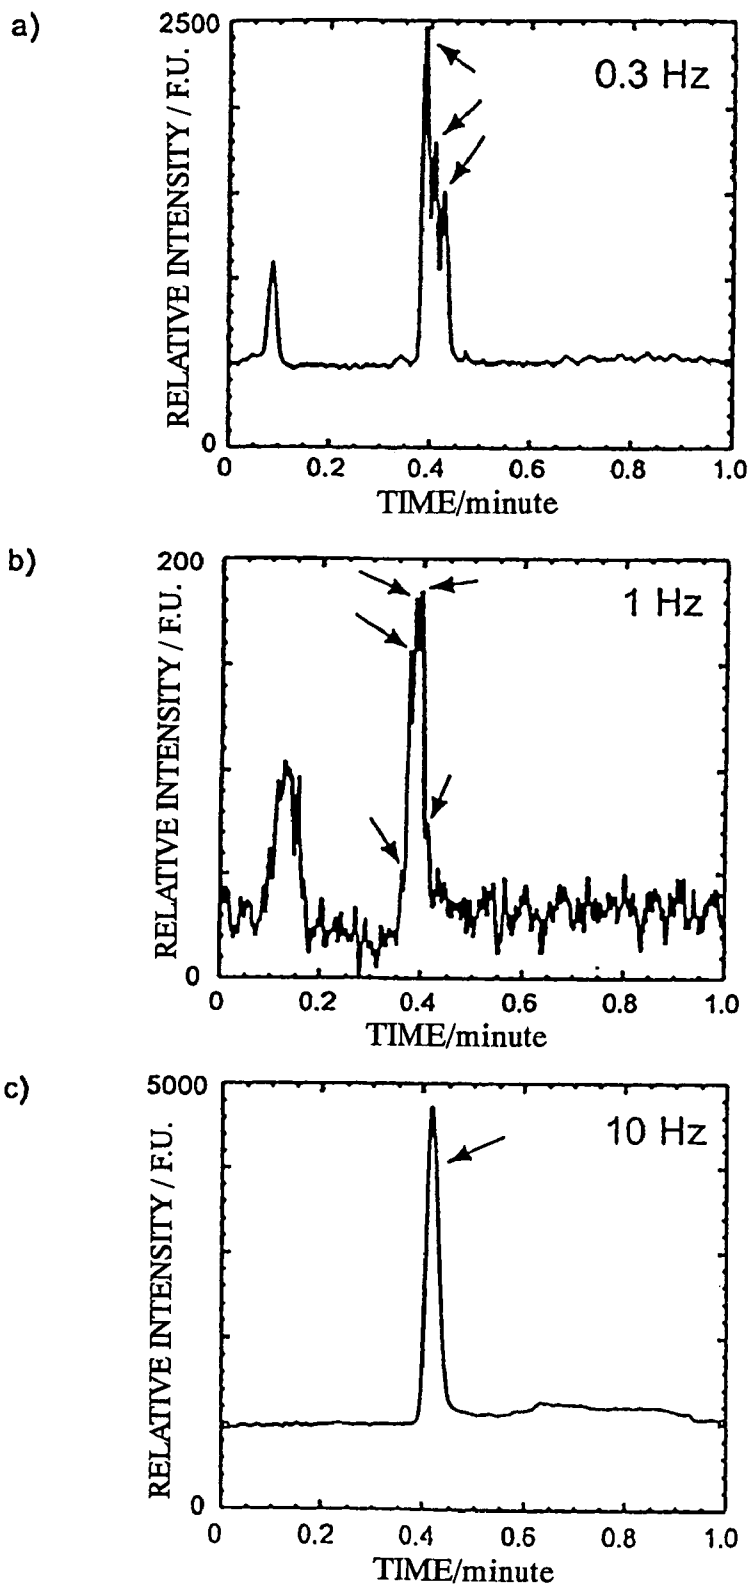 a)
2500
0.3 Hz
RELATIVE INTENSITY / F.U.
0
0 0.2 0.4 0.6 0.8 1.0
TIME/minute
b)
200
1 Hz
RELATIVE INTENSITY / F.U.
0
0 0.2 0.4 0.6 0.8 1.0
TIME/minute
c)
5000
10 Hz
RELATIVE INTENSITY / F.U.
0
0 0.2 0.4 0.6 0.8 1.0
TIME/minute